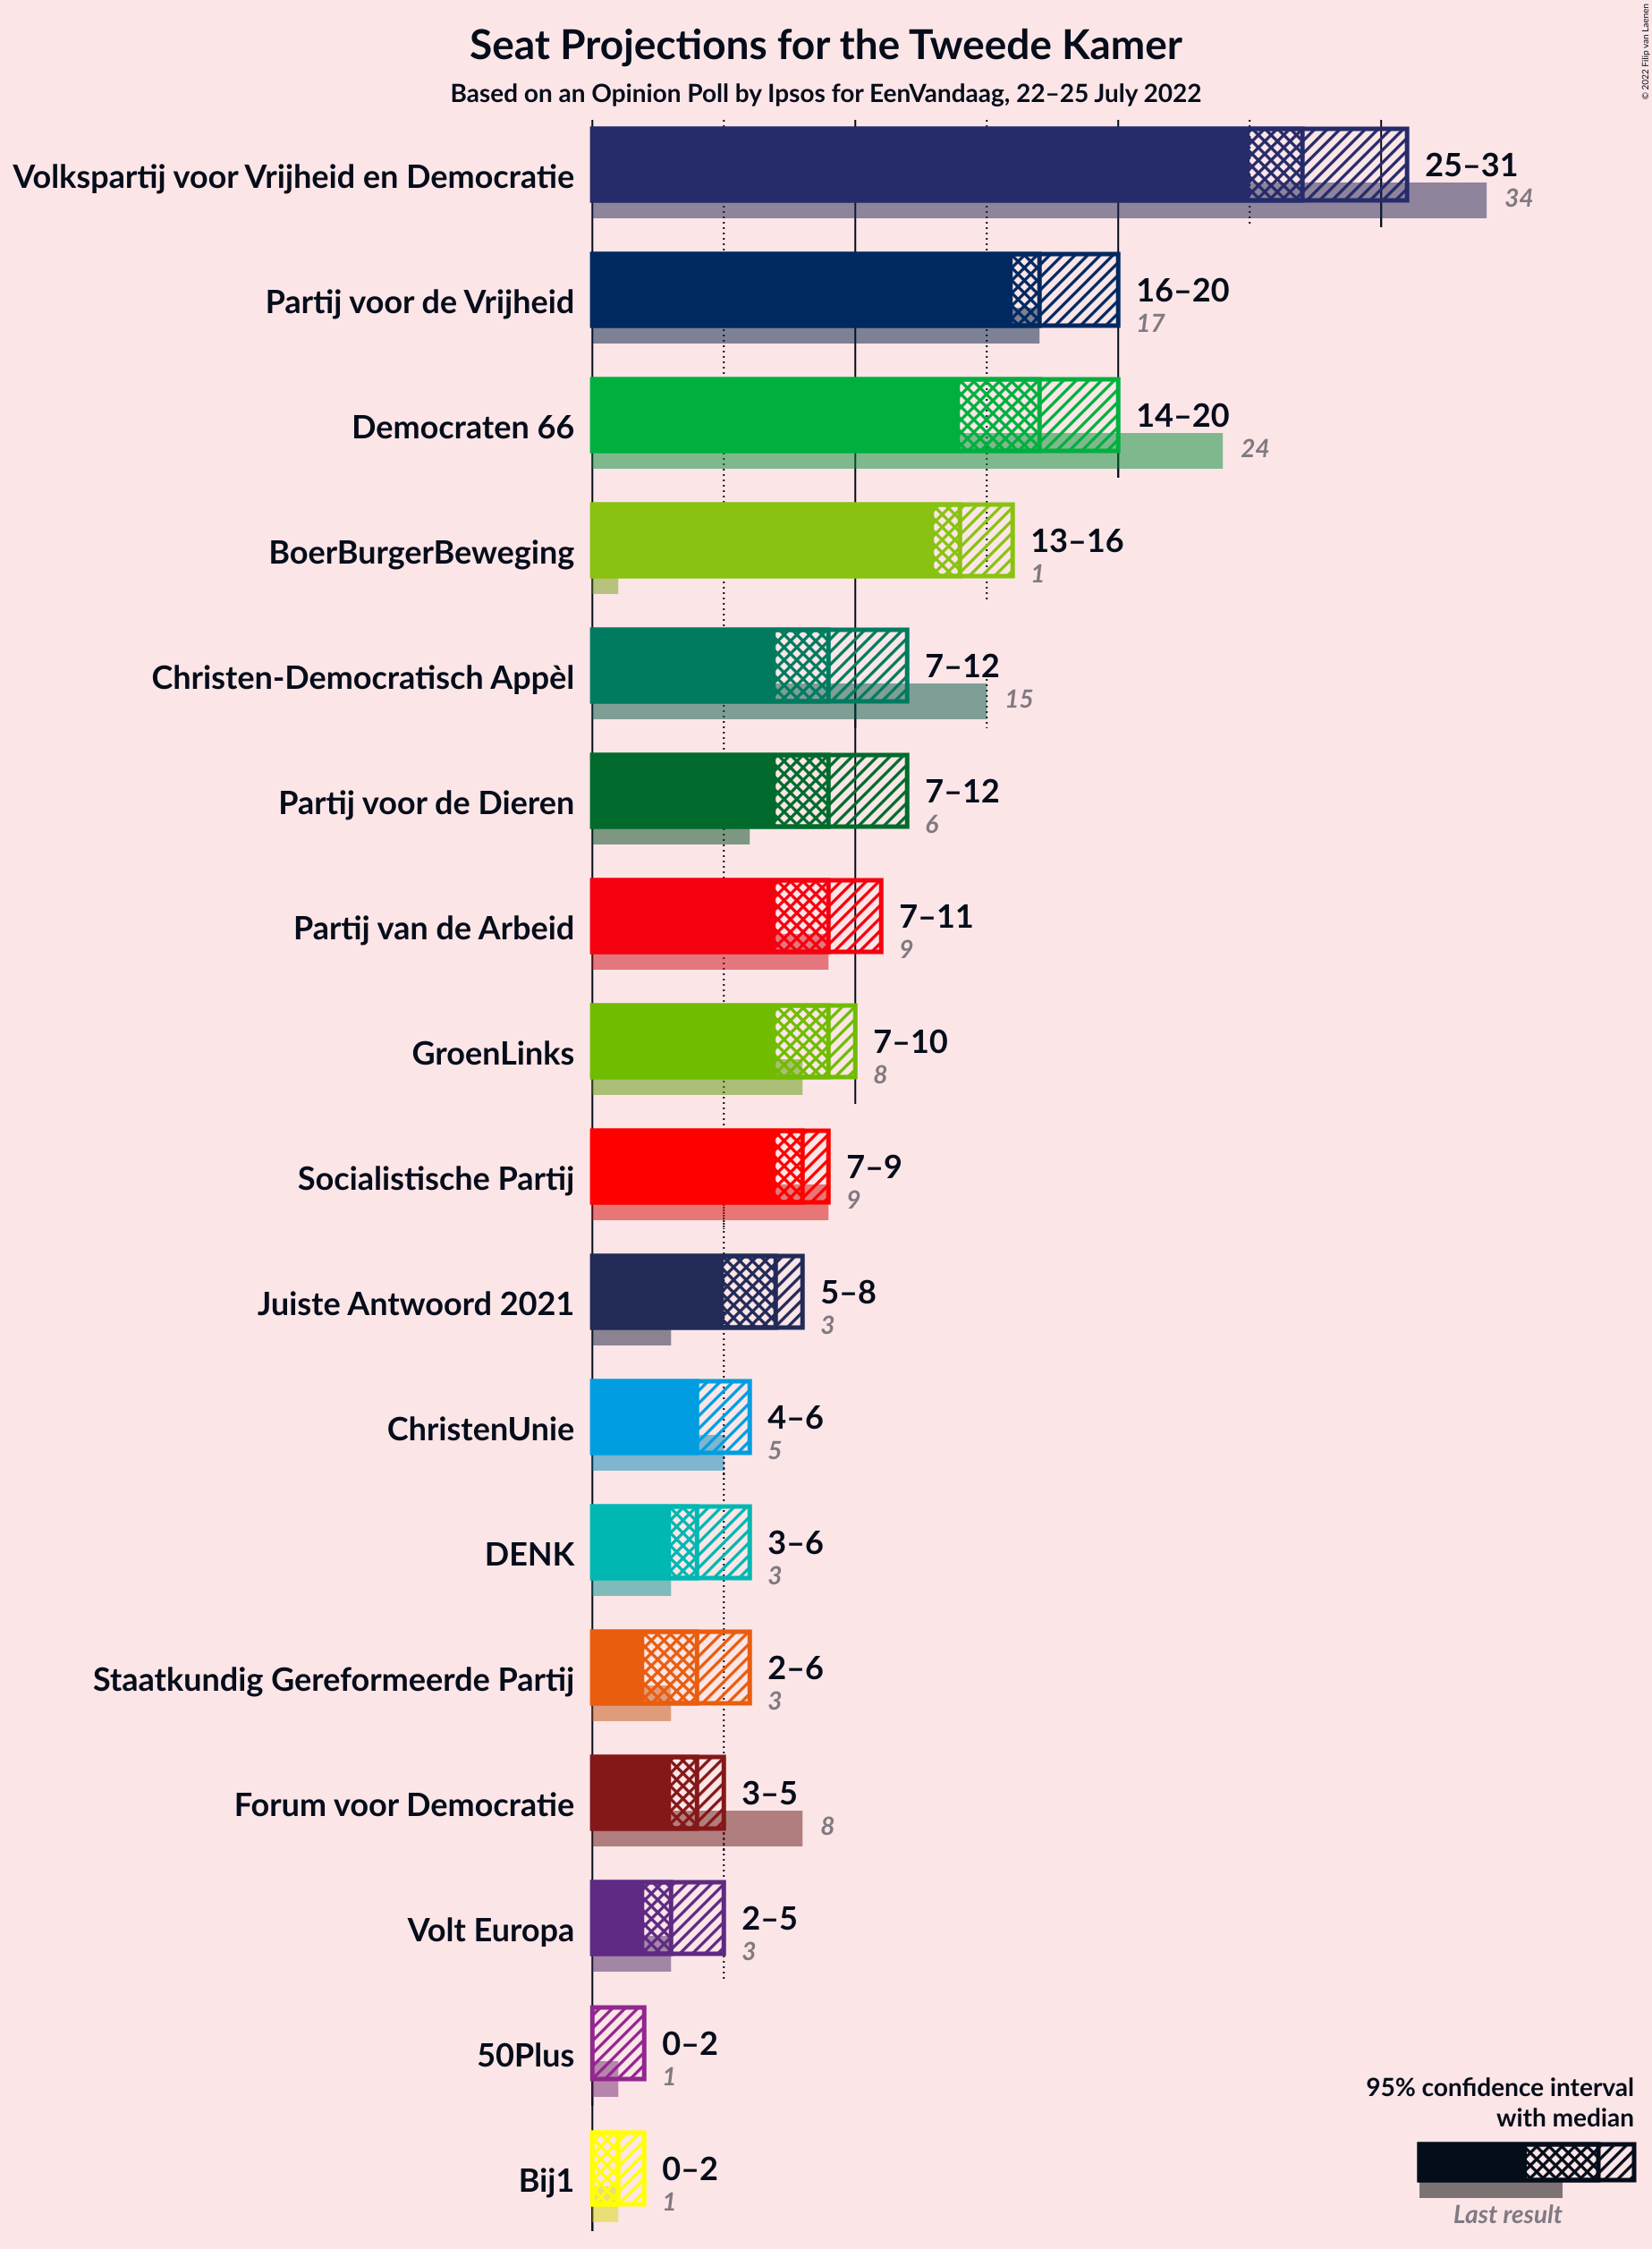 Seat Projections for the Tweede Kamer
Based on an Opinion Poll by Ipsos for EenVandaag, 22–25 July 2022
© 2022 Filip van Laenen
Volkspartij voor Vrijheid en Democratie
25–31
34
Partij voor de Vrijheid
16–20
17
Democraten 66
14–20
24
BoerBurgerBeweging
13–16
1
Christen-Democratisch Appèl
7–12
15
Partij voor de Dieren
7–12
6
Partij van de Arbeid
7–11
9
GroenLinks
7–10
8
Socialistische Partij
7–9
9
Juiste Antwoord 2021
5–8
3
ChristenUnie
4–6
5
DENK
3–6
3
Staatkundig Gereformeerde Partij
2–6
3
Forum voor Democratie
3–5
8
Volt Europa
2–5
3
50Plus
0–2
1
Bij1
0–2
1
95% confidence interval
with median
Last result